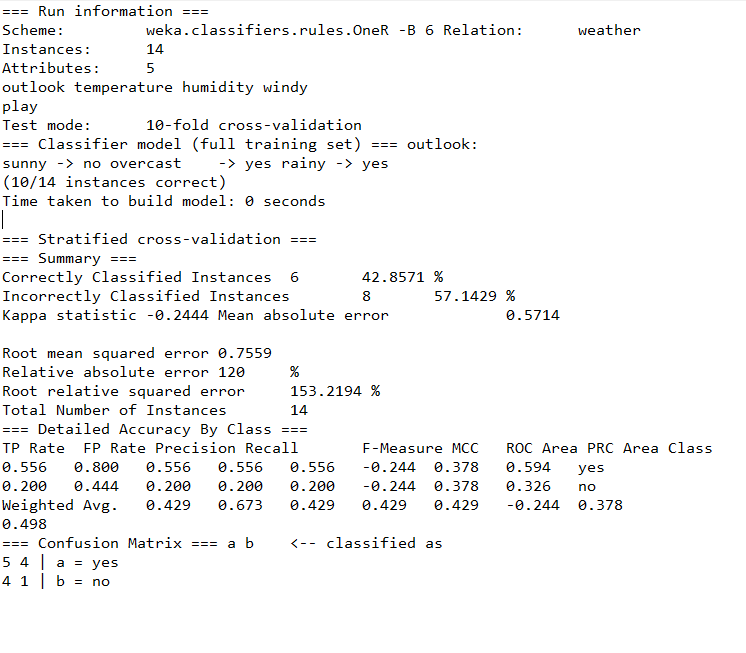 === Run information ===
Scheme: weka.classifiers.rules.OneR -B 6 Relation: weather
Instances: 14
Attributes: 5
outlook temperature humidity windy
play
Test mode: 10-fold cross-validation
=== Classifier model (full training set) === outlook:
sunny -> no overcast -> yes rainy -> yes
(10/14 instances correct)
Time taken to build model: 0 seconds
=== Stratified cross-validation ===
=== Summary ===
Correctly Classified Instances 6 42.8571 %
Incorrectly Classified Instances 8 57.1429 %
Kappa statistic -0.2444 Mean absolute error 0.5714
Root mean squared error 0.7559
Relative absolute error 120 %
Root relative squared error 153.2194 %
Total Number of Instances 14
=== Detailed Accuracy By Class ===
TP Rate FP Rate Precision Recall F-Measure MCC ROC Area PRC Area Class
0.556 0.800 0.556 0.556 0.556 -0.244 0.378 0.594 yes
0.200 0.444 0.200 0.200 0.200 -0.244 0.378 0.326 no
Weighted Avg. 0.429 0.673 0.429 0.429 0.429 -0.244 0.378
0.498
=== Confusion Matrix === a b <-- classified as
5 4 | a = yes
4 1 | b = no